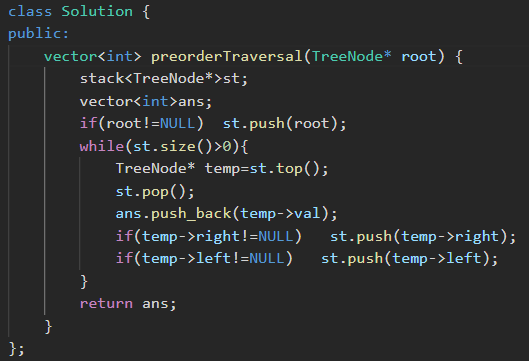 class Solution {
public:
    vector<int> preorderTraversal(TreeNode* root) {
        stack<TreeNode*>st;
        vector<int>ans;
        if(root!=NULL)  st.push(root);
        while(st.size()>0){
            TreeNode* temp=st.top();
            st.pop();
            ans.push_back(temp->val);
            if(temp->right!=NULL)   st.push(temp->right);
            if(temp->left!=NULL)   st.push(temp->left);
        }
        return ans;
    }
};